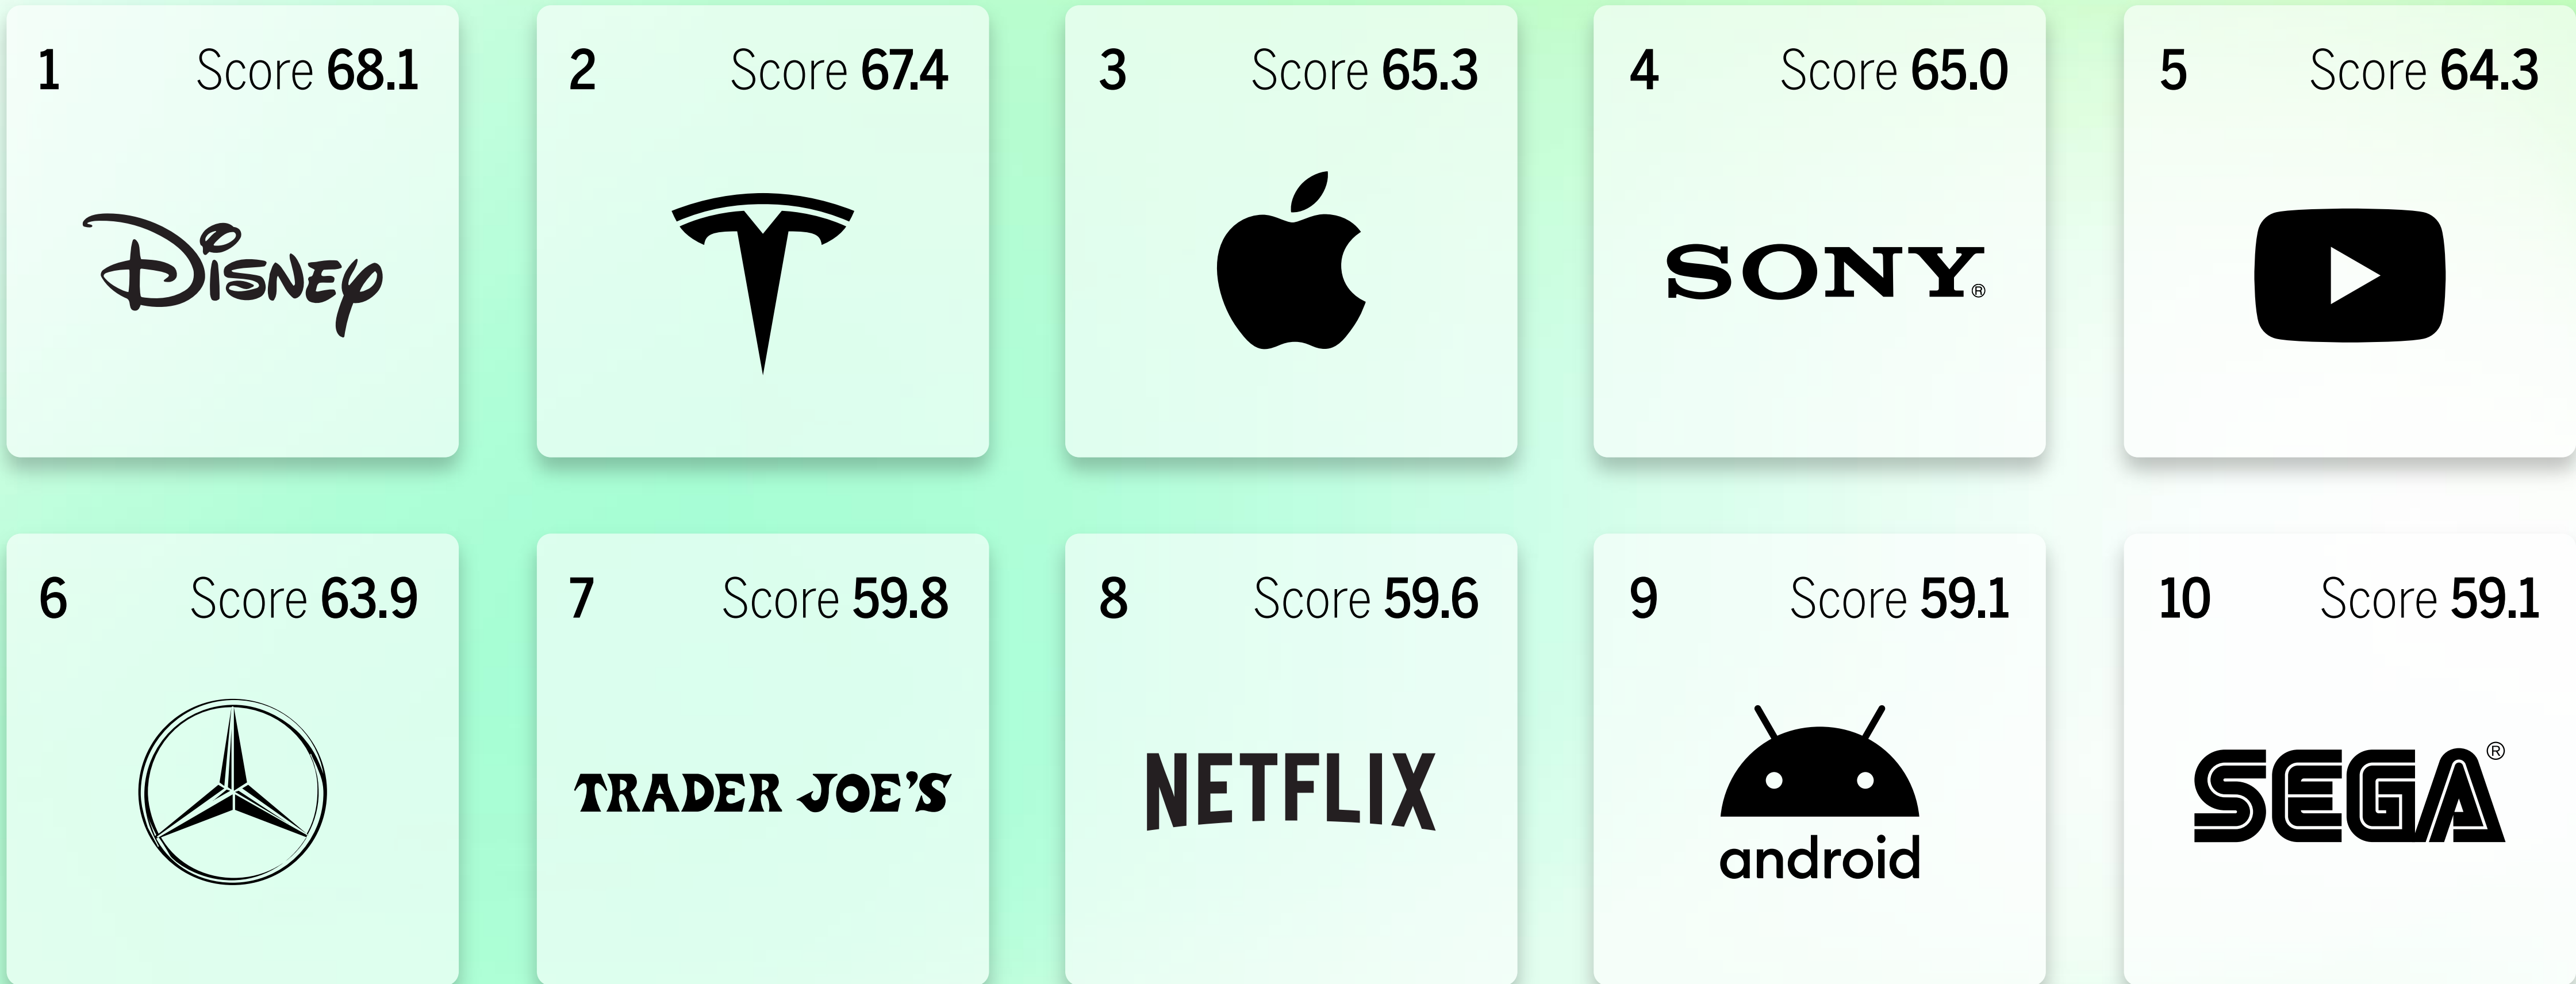 1 Score 68.1
DISNEY
2 Score 67.4
3 Score 65.3
4 Score 65.0
SONY®
5 Score 64.3
6 Score 63.9
7 Score 59.8
TRADER JOE'S
8 Score 59.6
NETFLIX
9 Score 59.1
android
10 Score 59.1
SEGA®